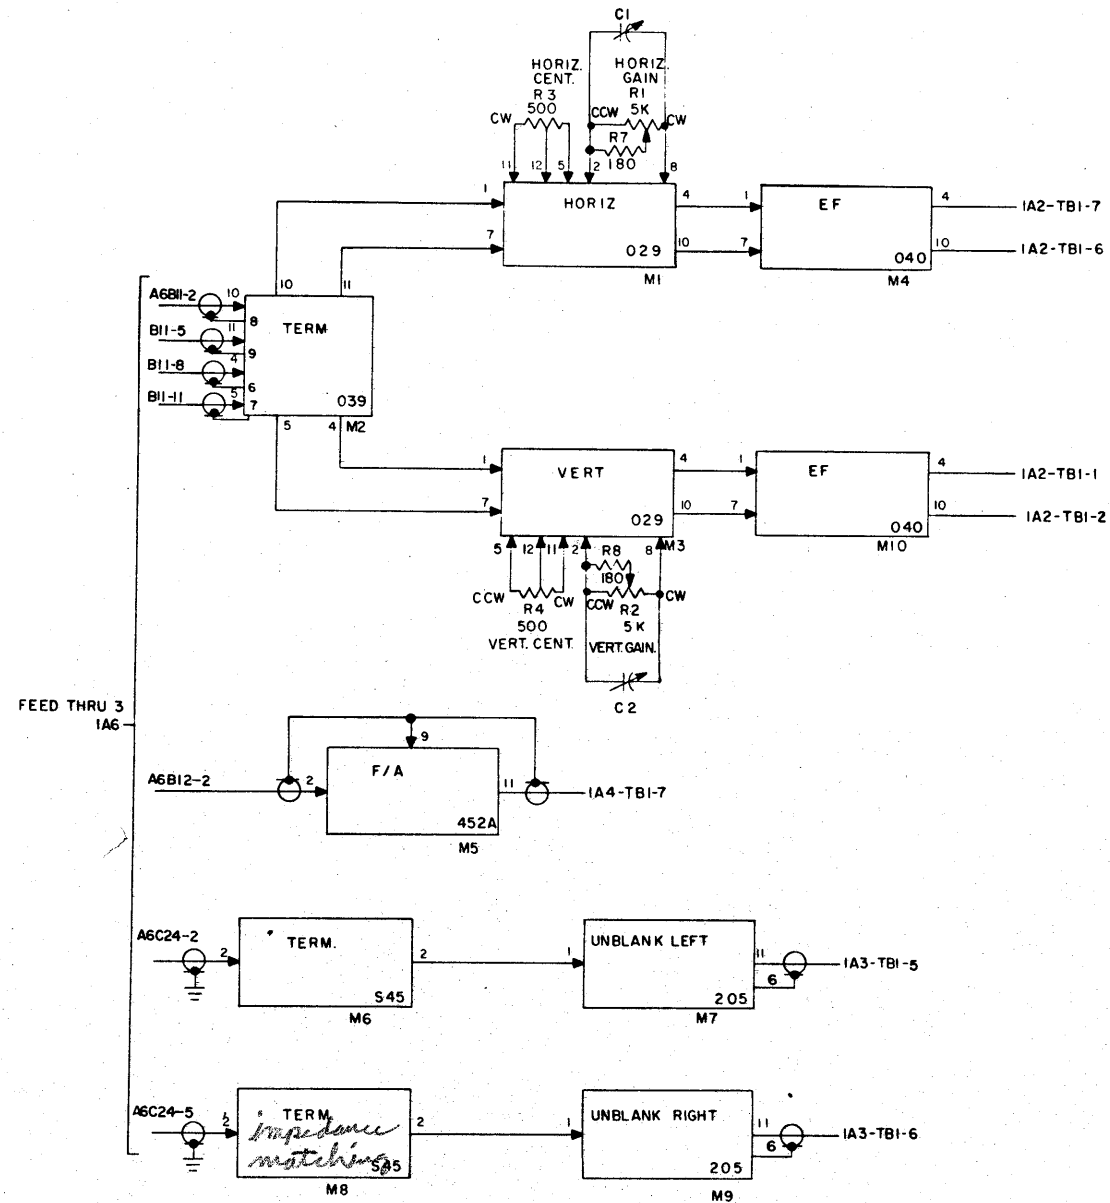 C1
HORIZ.
CENT.
R3
500
HORIZ.
GAIN
R1
5K
CW
CCW
CW
R7
180
11
12
5
2
8
1
7
HORIZ
029
M1
4
10
1
7
EF
040
M4
4
10
1A2-TB1-7
1A2-TB1-6
10
11
A6B11-2
10
8
B11-5
11
9
B11-8
4
6
B11-11
5
7
TERM
039
M2
5
4
1
7
VERT
029
M3
4
10
1
7
EF
040
M10
4
10
1A2-TB1-1
1A2-TB1-2
5
12
11
2
8
R8
180
CCW
CW
CCW
CW
R4
500
VERT. CENT.
R2
5K
VERT.GAIN.
C2
FEED THRU 3
1A6
9
A6B12-2
2
F/A
452A
M5
11
1A4-TB1-7
A6C24-2
2
TERM.
S45
M6
2
1
UNBLANK LEFT
205
M7
11
6
1A3-TB1-5
A6C24-5
2
TERM.
impedance
matching
S45
M8
2
1
UNBLANK RIGHT
205
M9
11
6
1A3-TB1-6